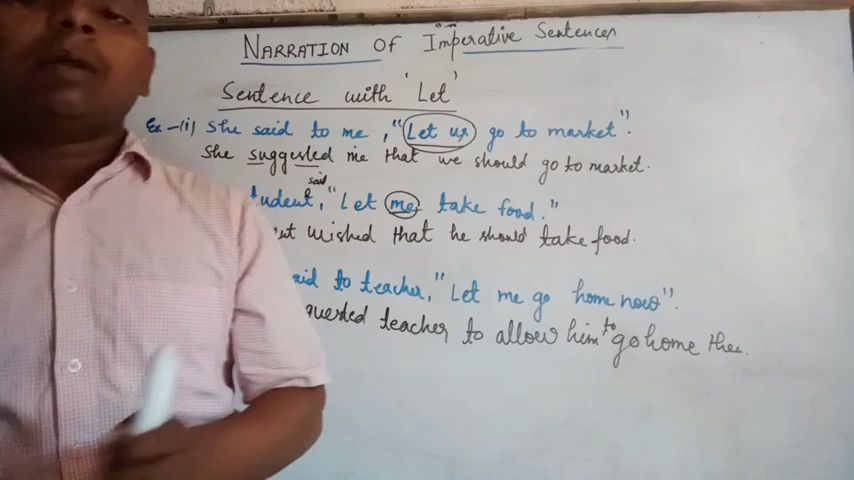 NARRATION OF Imperative Sentences
Sentence with 'Let'
Ex-(i) She said to me, "Let us go to market".
She suggested me that we should go to market.
said
tudent, "Let me take food."
ent wished that he should take food.
aid to teacher, "Let me go home now".
quested teacher to allow him to go home then.